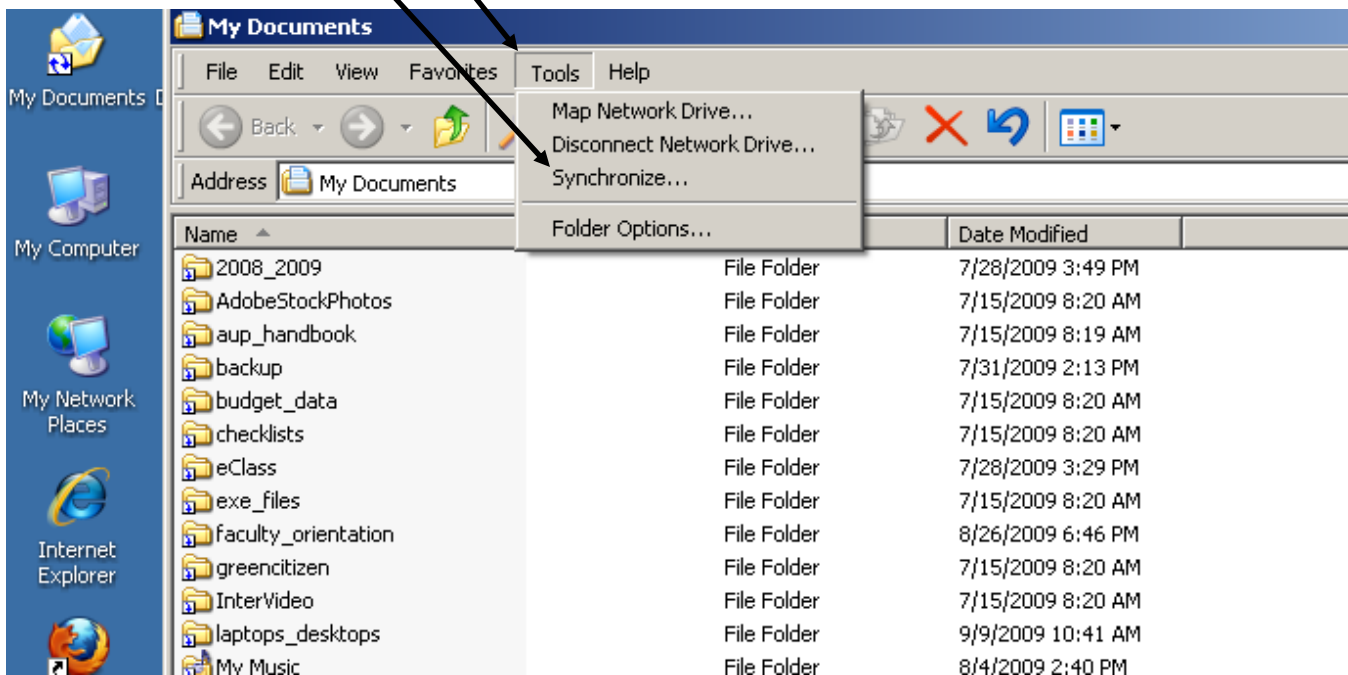 My Documents
File Edit View Favorites Tools Help
My Documents
Map Network Drive...
Back
Disconnect Network Drive...
Address My Documents
Synchronize...
Folder Options...
Name Date Modified
My Computer
2008_2009 File Folder 7/28/2009 3:49 PM
AdobeStockPhotos File Folder 7/15/2009 8:20 AM
aup_handbook File Folder 7/15/2009 8:19 AM
backup File Folder 7/31/2009 2:13 PM
My Network
Places
budget_data File Folder 7/15/2009 8:20 AM
checklists File Folder 7/15/2009 8:20 AM
eClass File Folder 7/28/2009 3:29 PM
exe_files File Folder 7/15/2009 8:20 AM
faculty_orientation File Folder 8/26/2009 6:46 PM
Internet
Explorer
greencitizen File Folder 7/15/2009 8:20 AM
InterVideo File Folder 7/15/2009 8:20 AM
laptops_desktops File Folder 9/9/2009 10:41 AM
My Music File Folder 8/4/2009 2:40 PM